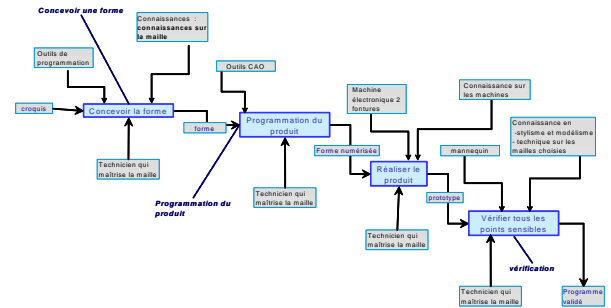 Concevoir une forme
Connaissances :
connaissances sur
la maille
Outils de
programmation
Outils CAO
croquis
Concevoir la forme
forme
Technicien qui
maîtrise la maille
Programmation du
produit
Machine
électronique 2
fontures
Connaissance sur
les machines
Connaissance en
-stylisme et modélisme
- technique sur les
mailles choisies
Forme numérisée
mannequin
Réaliser le
produit
Technicien qui
maîtrise la maille
Programmation du
produit
prototype
Technicien qui
maîtrise la maille
Vérifier tous les
points sensibles
vérification
Technicien qui
maîtrise la maille
Programme
validé